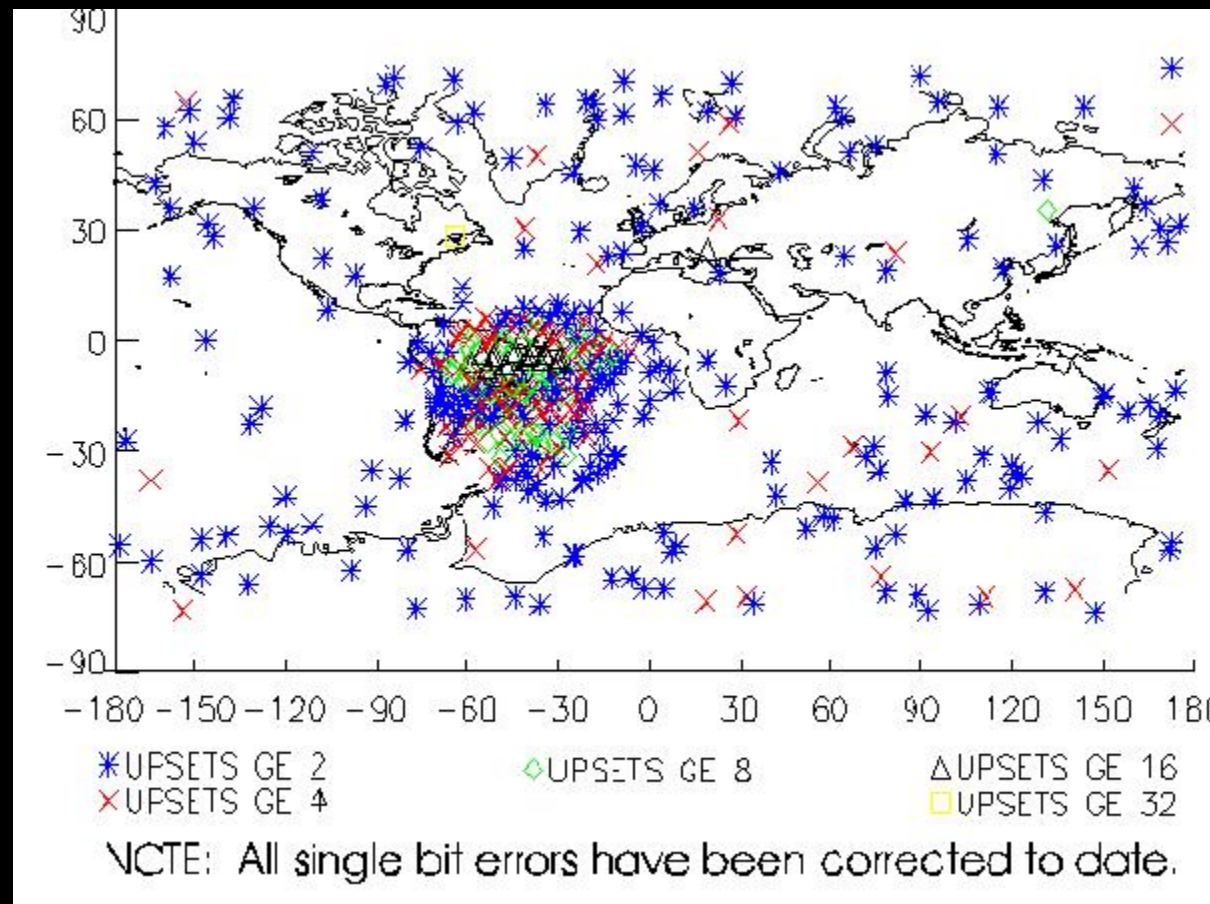 90
60
30
0
-30
-60
-90
-180 -150 -120 -90 -60 -30 0 30 60 90 120 150 180
UPSETS GE 2 UPSETS GE 8 UPSETS GE 16
UPSETS GE 4 UPSETS GE 32
NOTE: All single bit errors have been corrected to date.